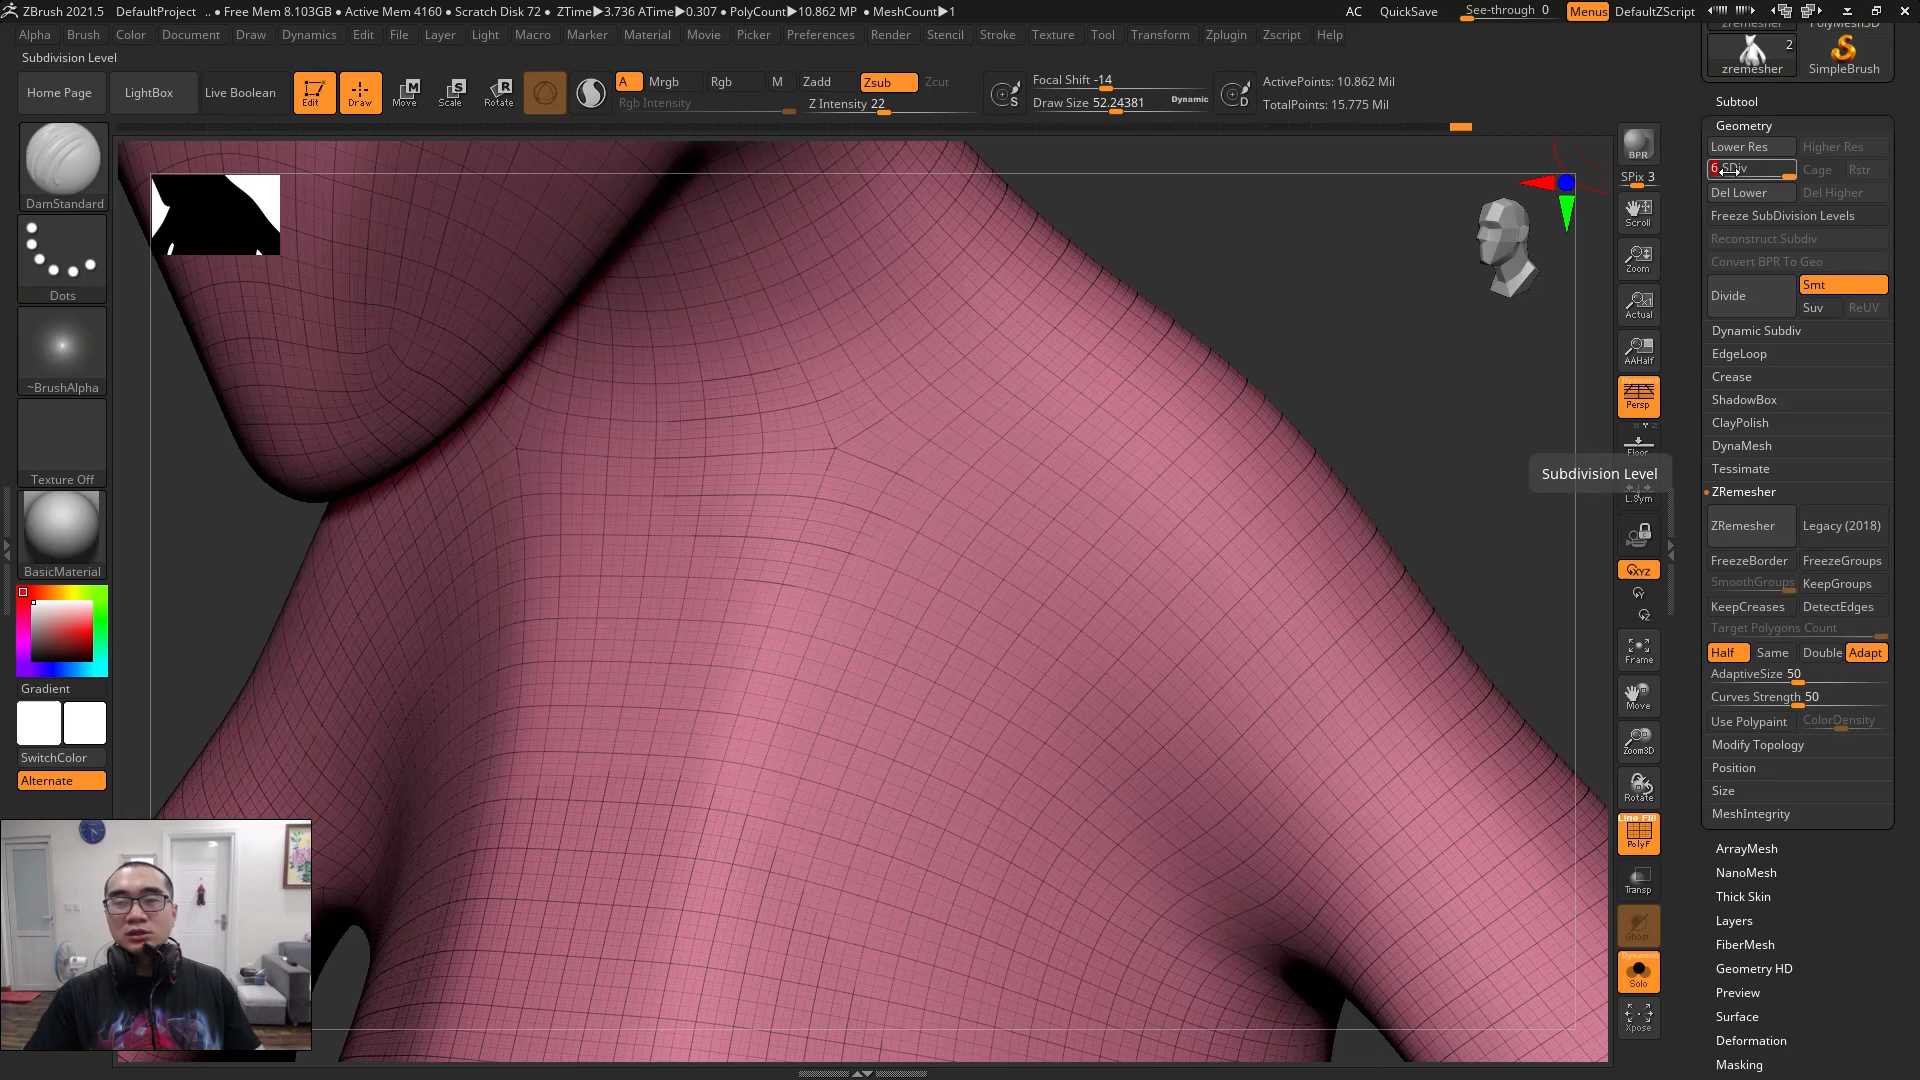 ZBrush 2021.5 DefaultProject .. ● Free Mem 8.103GB ● Active Mem 4160 ● Scratch Disk 72 ● ZTime▶3.736 ATime▶0.307 ● PolyCount▶10.862 MP ● MeshCount▶1 AC QuickSave See-through 0 Menus DefaultZScript
Alpha Brush Color Document Draw Dynamics Edit File Layer Light Macro Marker Material Movie Picker Preferences Render Stencil Stroke Texture Tool Transform Zplugin Zscript Help
Subdivision Level
Home Page LightBox Live Boolean Edit Draw Move Scale Rotate
A Mrgb Rgb M Zadd Zsub Zcut
Rgb Intensity Z Intensity 22
S Focal Shift -14
Draw Size 52.24381 Dynamic
D ActivePoints: 10.862 Mil
TotalPoints: 15.775 Mil
DamStandard
Dots
~BrushAlpha
Texture Off
BasicMaterial
Gradient
SwitchColor
Alternate
BPR
SPix 3
Scroll
Zoom
Actual
AAHalf
Persp
Floor
L.Sym
XYZ
Frame
Move
Zoom3D
Rotate
Line Fill
PolyF
Transp
Ghost
Dynamic
Solo
Xpose
Subdivision Level
zremesher PolyMesh3D
2
zremesher SimpleBrush
Subtool
Geometry
Lower Res Higher Res
6 SDiv Cage Rstr
Del Lower Del Higher
Freeze SubDivision Levels
Reconstruct Subdiv
Convert BPR To Geo
Divide Smt
Suv ReUV
Dynamic Subdiv
EdgeLoop
Crease
ShadowBox
ClayPolish
DynaMesh
Tessimate
ZRemesher
ZRemesher Legacy (2018)
FreezeBorder FreezeGroups
SmoothGroups KeepGroups
KeepCreases DetectEdges
Target Polygons Count
Half Same Double Adapt
AdaptiveSize 50
Curves Strength 50
Use Polypaint ColorDensity
Modify Topology
Position
Size
MeshIntegrity
ArrayMesh
NanoMesh
Thick Skin
Layers
FiberMesh
Geometry HD
Preview
Surface
Deformation
Masking